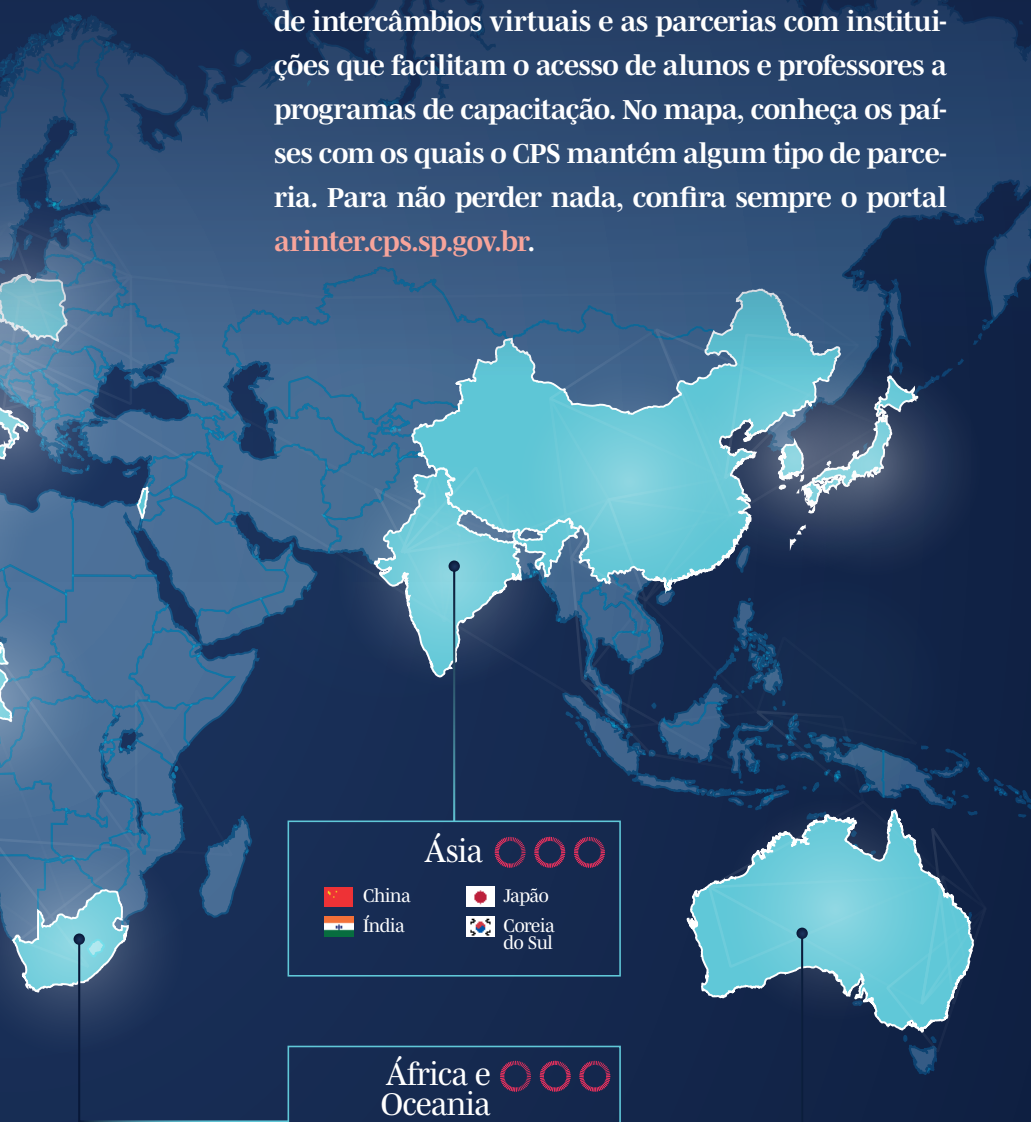 de intercâmbios virtuais e as parcerias com institui-
ções que facilitam o acesso de alunos e professores a
programas de capacitação. No mapa, conheça os paí-
ses com os quais o CPS mantém algum tipo de parce-
ria. Para não perder nada, confira sempre o portal
arinter.cps.sp.gov.br.
Ásia
China
Índia
Japão
Coreia
do Sul
África e
Oceania